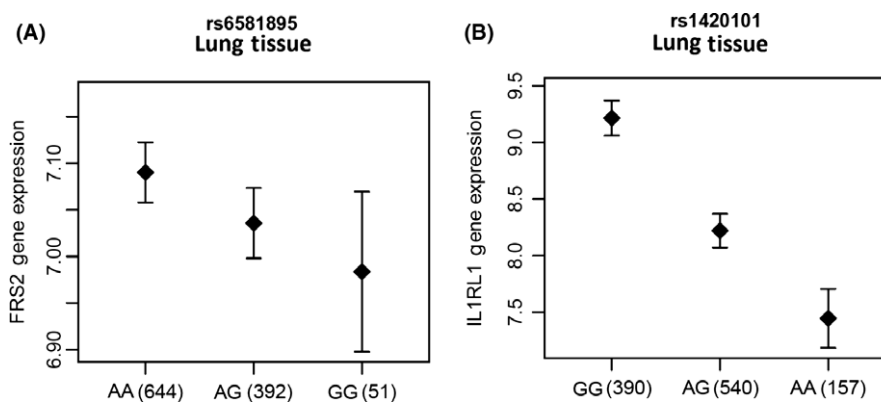 (A)
rs6581895
Lung tissue
FRS2 gene expression
7.10
7.00
6.90
AA (644) AG (392) GG (51)
(B)
rs1420101
Lung tissue
IL1RL1 gene expression
9.5
9.0
8.5
8.0
7.5
GG (390) AG (540) AA (157)